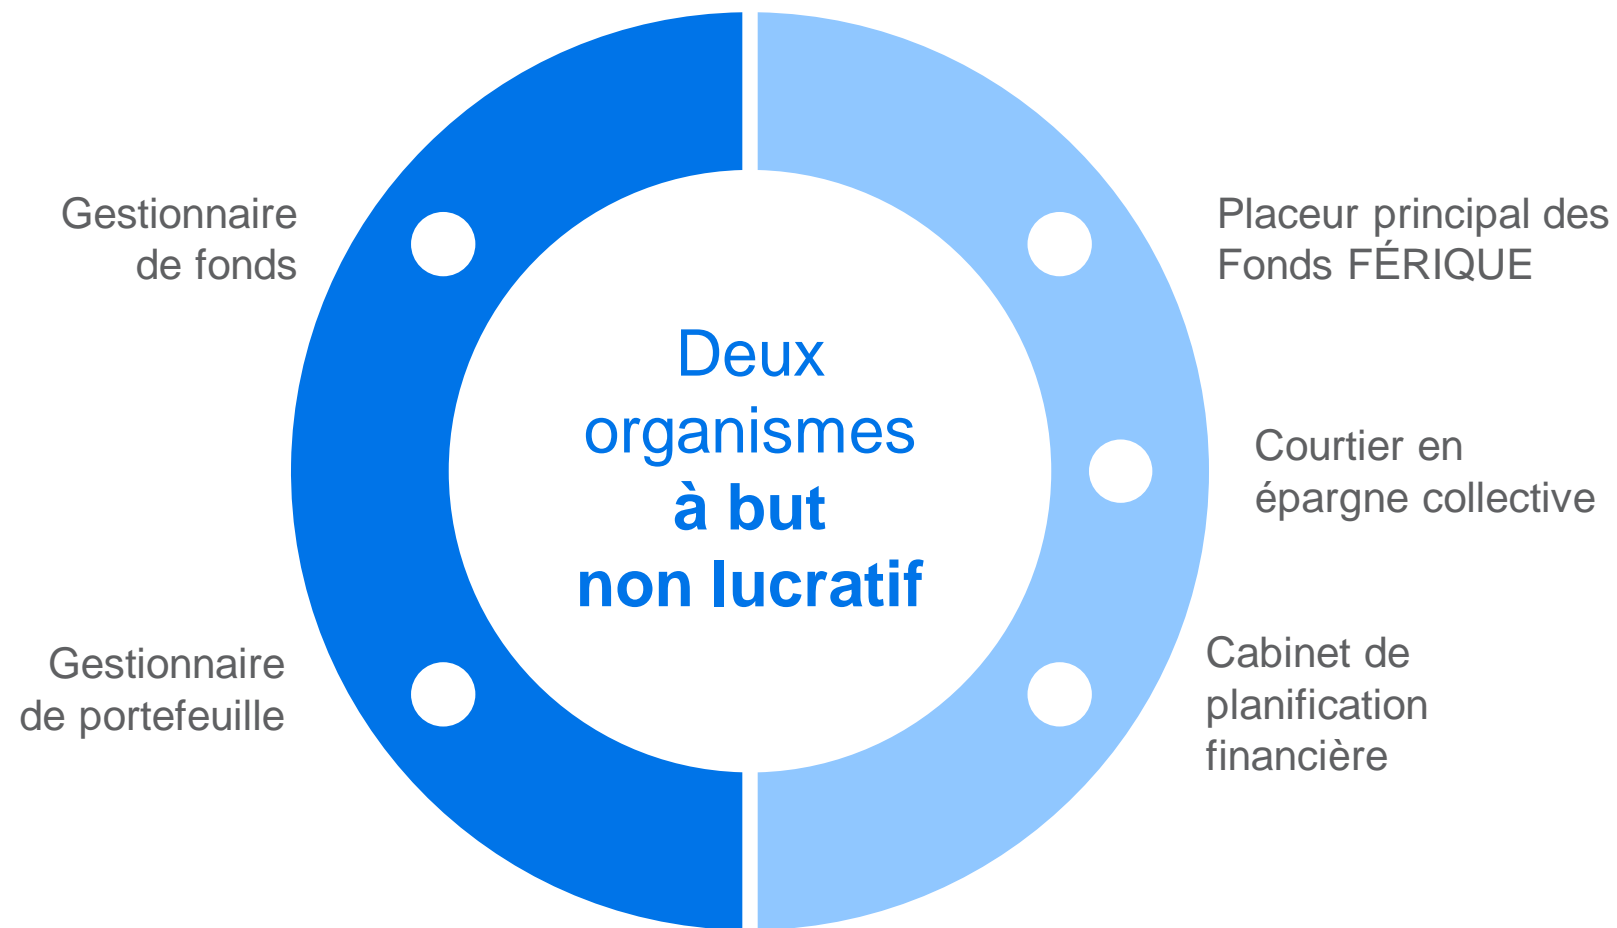 Gestionnaire
de fonds
Gestionnaire
de portefeuille
Deux
organismes
à but
non lucratif
Placeur principal des
Fonds FÉRIQUE
Courtier en
épargne collective
Cabinet de
planification
financière